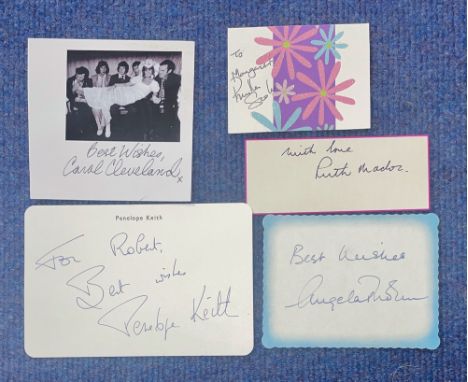 Best Wishes,
Carol Cleveland x
To
Margaret
With love
Ruth Madoc.
Penelope Keith
For Robert,
Best wishes
Penelope Keith
Best Wishes
Angela